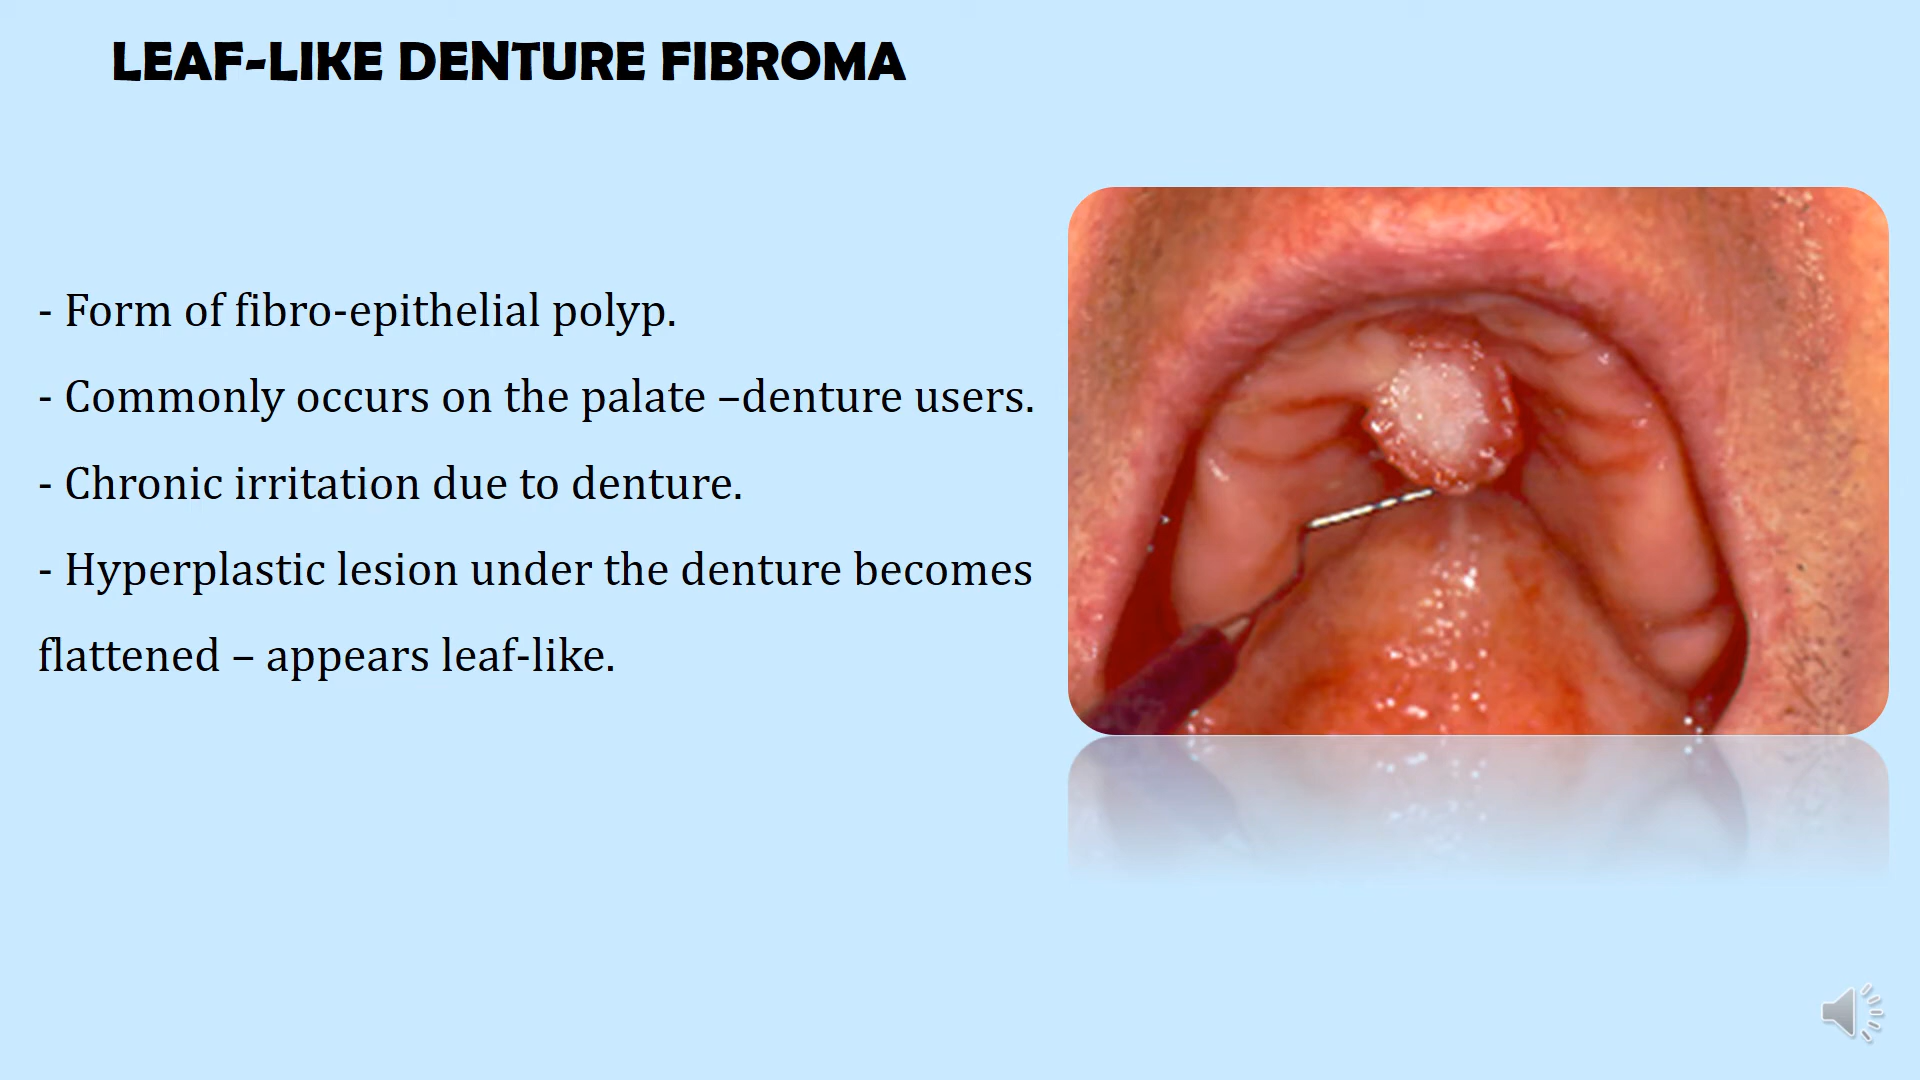 LEAF-LIKE DENTURE FIBROMA
- Form of fibro-epithelial polyp.
- Commonly occurs on the palate –denture users.
- Chronic irritation due to denture.
- Hyperplastic lesion under the denture becomes
flattened – appears leaf-like.